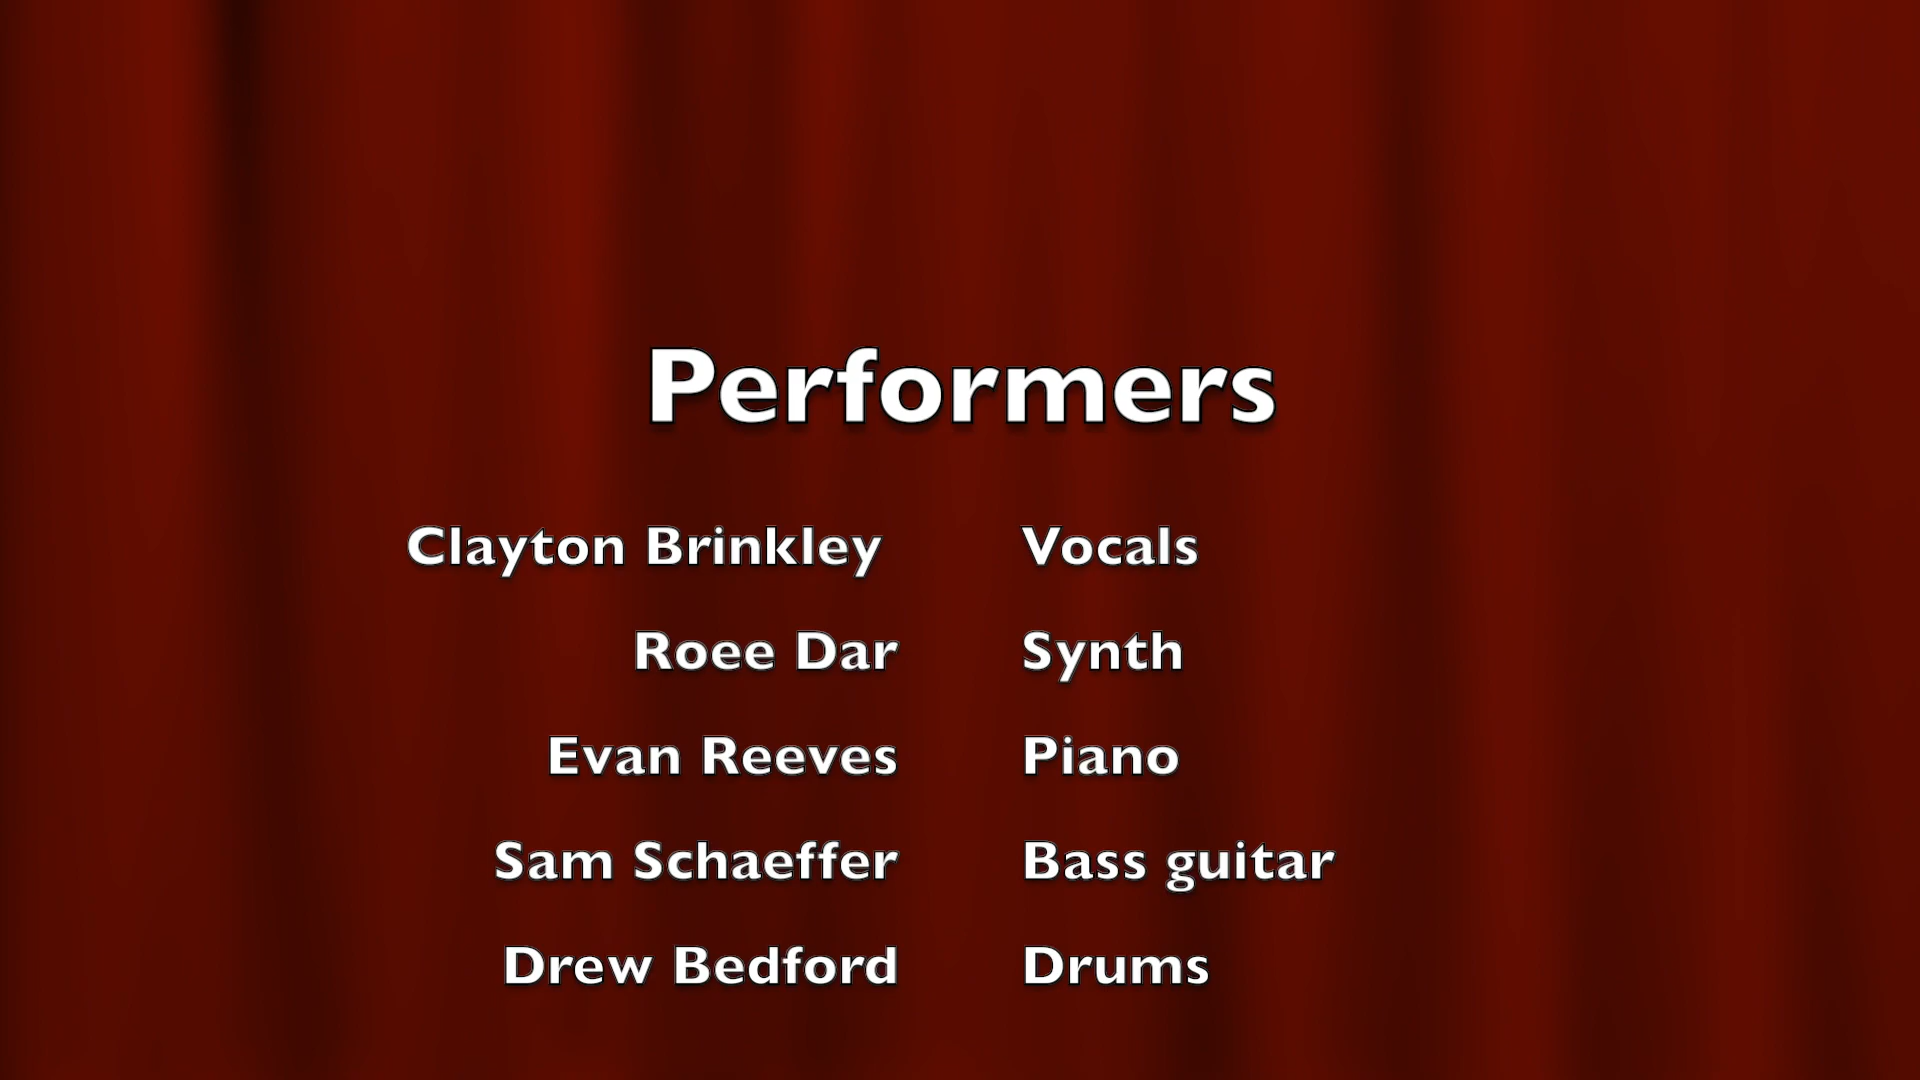 Performers
Clayton Brinkley Vocals
Roee Dar Synth
Evan Reeves Piano
Sam Schaeffer Bass guitar
Drew Bedford Drums